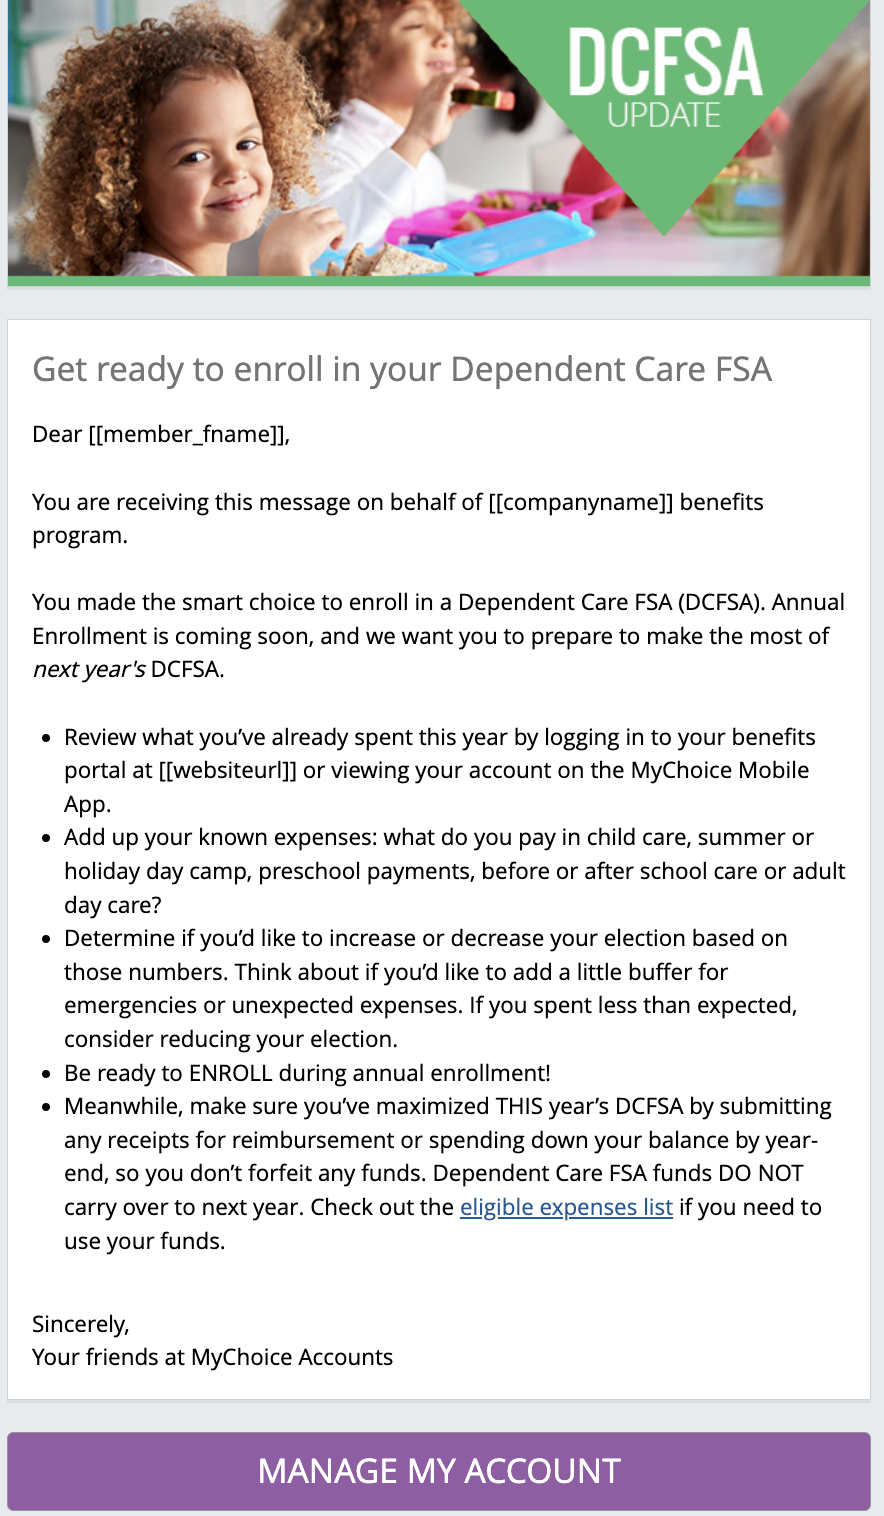 DCFSA
UPDATE
Get ready to enroll in your Dependent Care FSA
Dear [[member_fname]],
You are receiving this message on behalf of [[companyname]] benefits
program.
You made the smart choice to enroll in a Dependent Care FSA (DCFSA). Annual
Enrollment is coming soon, and we want you to prepare to make the most of
next year's DCFSA.
• Review what you’ve already spent this year by logging in to your benefits
portal at [[websiteurl]] or viewing your account on the MyChoice Mobile
App.
• Add up your known expenses: what do you pay in child care, summer or
holiday day camp, preschool payments, before or after school care or adult
day care?
• Determine if you’d like to increase or decrease your election based on
those numbers. Think about if you’d like to add a little buffer for
emergencies or unexpected expenses. If you spent less than expected,
consider reducing your election.
• Be ready to ENROLL during annual enrollment!
• Meanwhile, make sure you’ve maximized THIS year’s DCFSA by submitting
any receipts for reimbursement or spending down your balance by year-
end, so you don’t forfeit any funds. Dependent Care FSA funds DO NOT
carry over to next year. Check out the eligible expenses list if you need to
use your funds.
Sincerely,
Your friends at MyChoice Accounts
MANAGE MY ACCOUNT